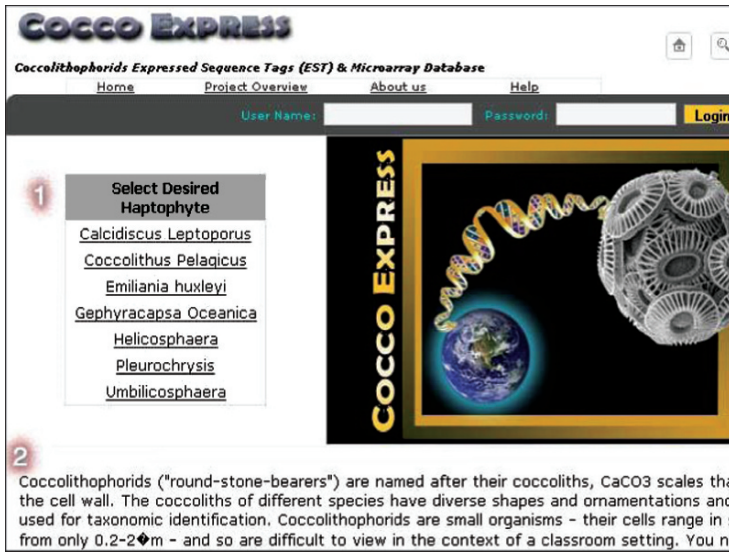 COCCO EXPRESS
Coccolithophorids Expressed Sequence Tags (EST) & Microarray Database
Home Project Overview About us Help
User Name: Password: Login
1
Select Desired
Haptophyte
Calcidiscus Leptoporus
Coccolithus Pelagicus
Emiliania huxleyi
Gephyracapsa Oceanica
Helicosphaera
Pleurochrysis
Umbilicosphaera
COCCO EXPRESS
2
Coccolithophorids ("round-stone-bearers") are named after their coccoliths, CaCO3 scales tha
the cell wall. The coccoliths of different species have diverse shapes and ornamentations and
used for taxonomic identification. Coccolithophorids are small organisms - their cells range in s
from only 0.2-2�m - and so are difficult to view in the context of a classroom setting. You n